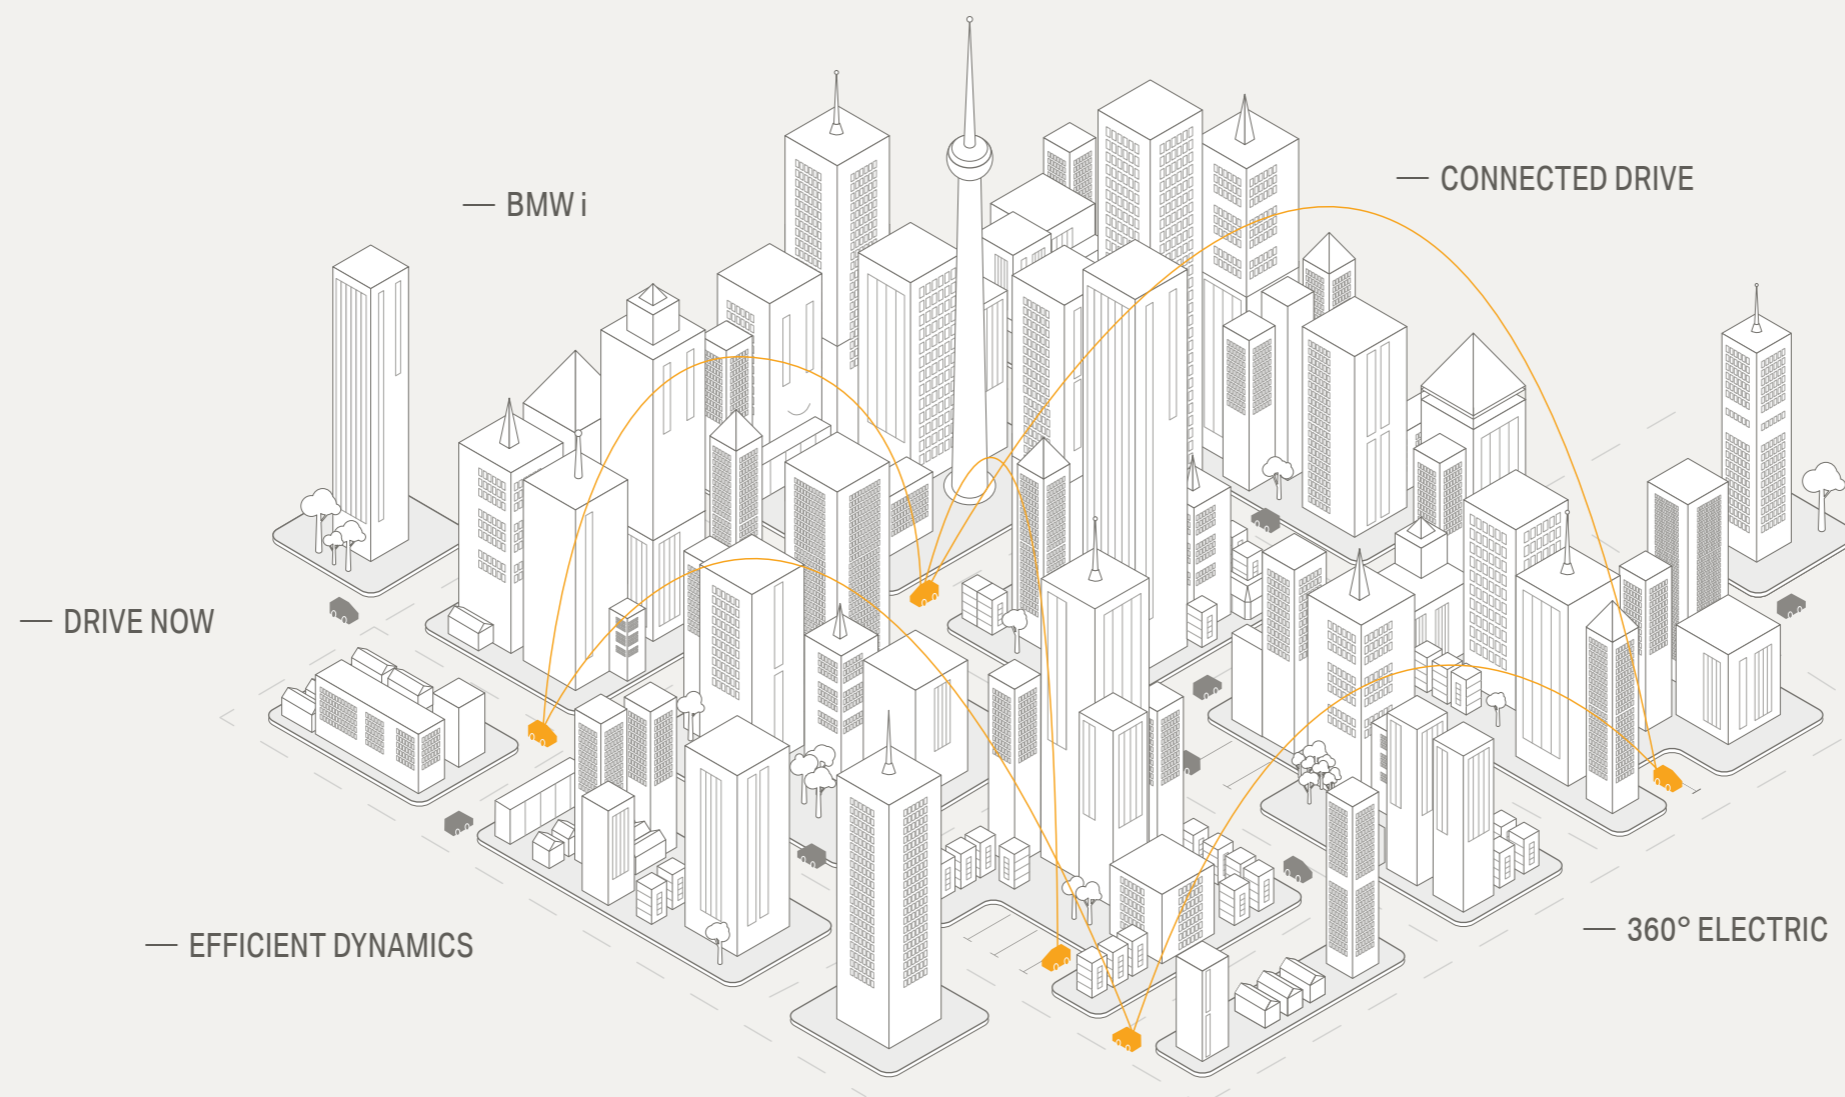 — CONNECTED DRIVE
— BMW i
— DRIVE NOW
— EFFICIENT DYNAMICS
— 360° ELECTRIC